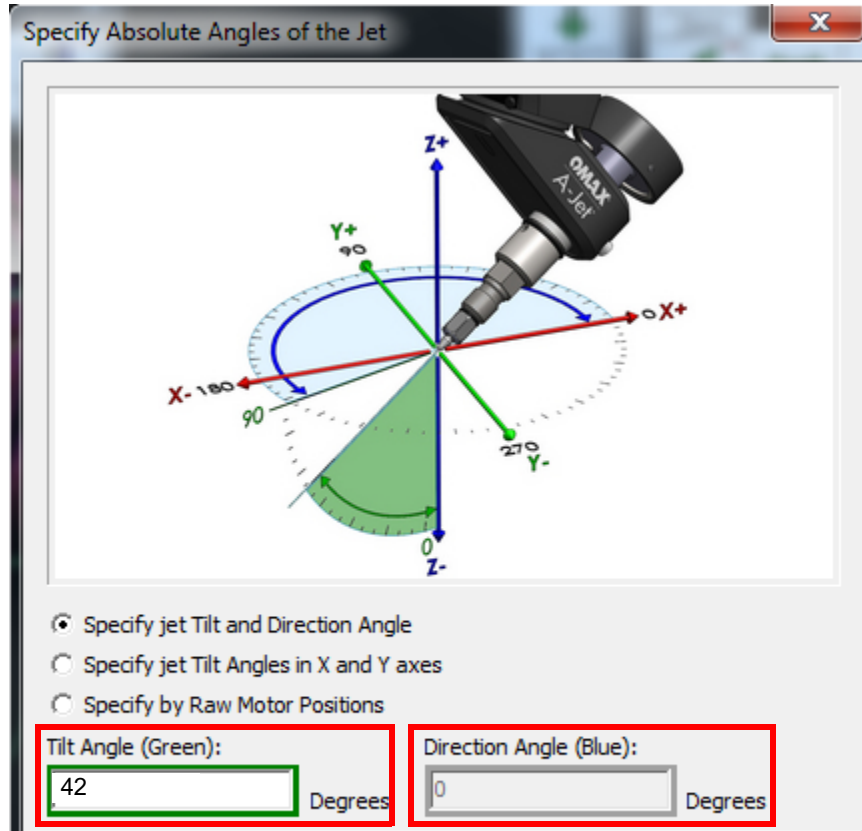 Specify Absolute Angles of the Jet
x
Z+
OMAX
A-Jet
Y+
90
0 X+
X- 180
90
270
Y-
0
Z-
Specify jet Tilt and Direction Angle
Specify jet Tilt Angles in X and Y axes
Specify by Raw Motor Positions
Tilt Angle (Green):
Direction Angle (Blue):
42
Degrees
0
Degrees